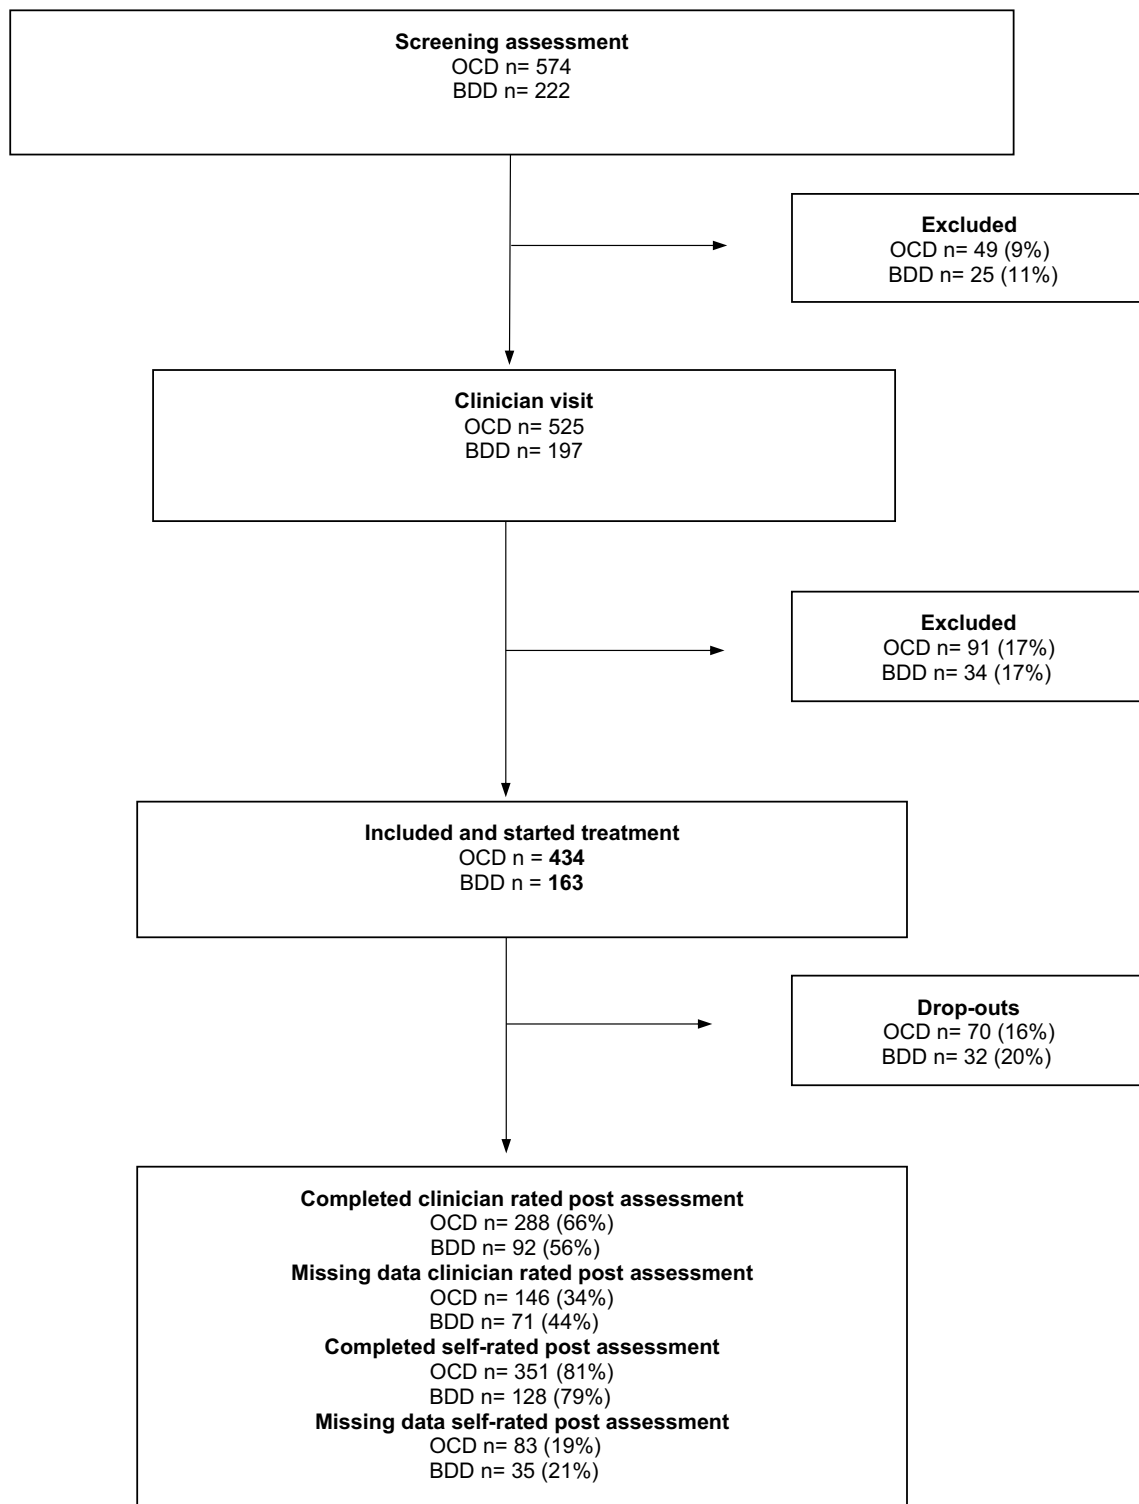 Screening assessment
OCD n= 574
BDD n= 222
Excluded
OCD n= 49 (9%)
BDD n= 25 (11%)
Clinician visit
OCD n= 525
BDD n= 197
Excluded
OCD n= 91 (17%)
BDD n= 34 (17%)
Included and started treatment
OCD n = 434
BDD n = 163
Drop-outs
OCD n= 70 (16%)
BDD n= 32 (20%)
Completed clinician rated post assessment
OCD n= 288 (66%)
BDD n= 92 (56%)
Missing data clinician rated post assessment
OCD n= 146 (34%)
BDD n= 71 (44%)
Completed self-rated post assessment
OCD n= 351 (81%)
BDD n= 128 (79%)
Missing data self-rated post assessment
OCD n= 83 (19%)
BDD n= 35 (21%)